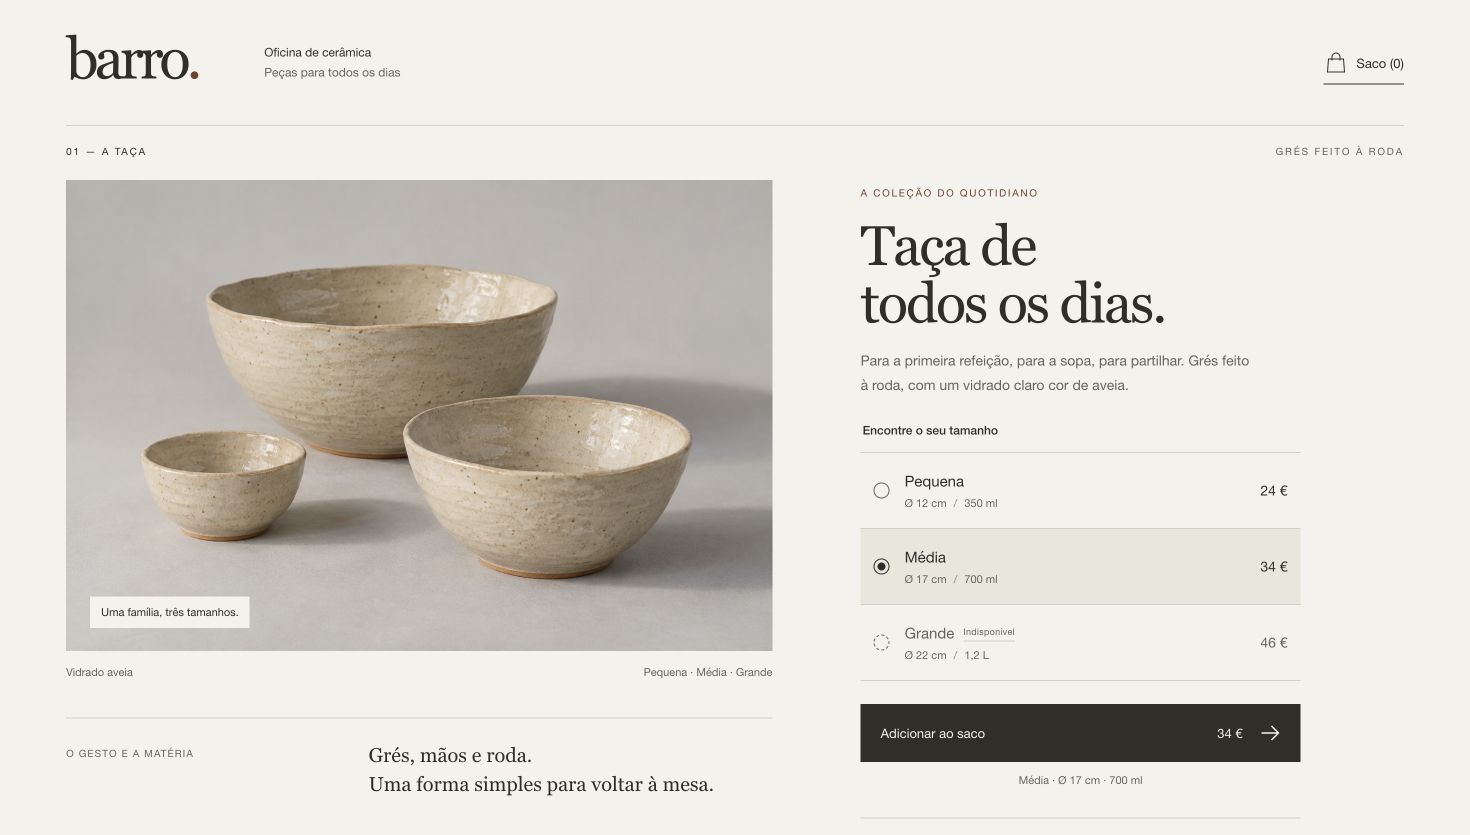 barro.
Oficina de cerâmica
Peças para todos os dias
Saco (0)
01 — A TAÇA
GRÉS FEITO À RODA
Uma família, três tamanhos.
Vidrado aveia
Pequena · Média · Grande
O GESTO E A MATÉRIA
Grés, mãos e roda.
Uma forma simples para voltar à mesa.
A COLEÇÃO DO QUOTIDIANO
Taça de
todos os dias.
Para a primeira refeição, para a sopa, para partilhar. Grés feito
à roda, com um vidrado claro cor de aveia.
Encontre o seu tamanho
Pequena
Ø 12 cm / 350 ml
24 €
Média
Ø 17 cm / 700 ml
34 €
Grande Indisponível
Ø 22 cm / 1,2 L
46 €
Adicionar ao saco 34 €
Média · Ø 17 cm · 700 ml